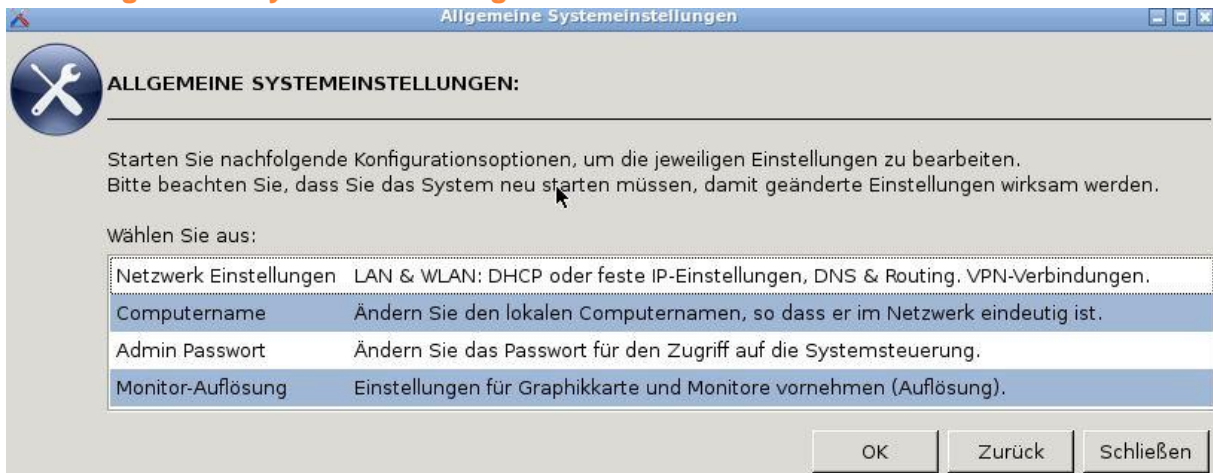 Allgemeine Systemeinstellungen
ALLGEMEINE SYSTEMEINSTELLUNGEN:
Starten Sie nachfolgende Konfigurationsoptionen, um die jeweiligen Einstellungen zu bearbeiten.
Bitte beachten Sie, dass Sie das System neu starten müssen, damit geänderte Einstellungen wirksam werden.
Wählen Sie aus:
Netzwerk Einstellungen LAN & WLAN: DHCP oder feste IP-Einstellungen, DNS & Routing. VPN-Verbindungen.
Computername Ändern Sie den lokalen Computernamen, so dass er im Netzwerk eindeutig ist.
Admin Passwort Ändern Sie das Passwort für den Zugriff auf die Systemsteuerung.
Monitor-Auflösung Einstellungen für Graphikkarte und Monitore vornehmen (Auflösung).
OK Zurück Schließen